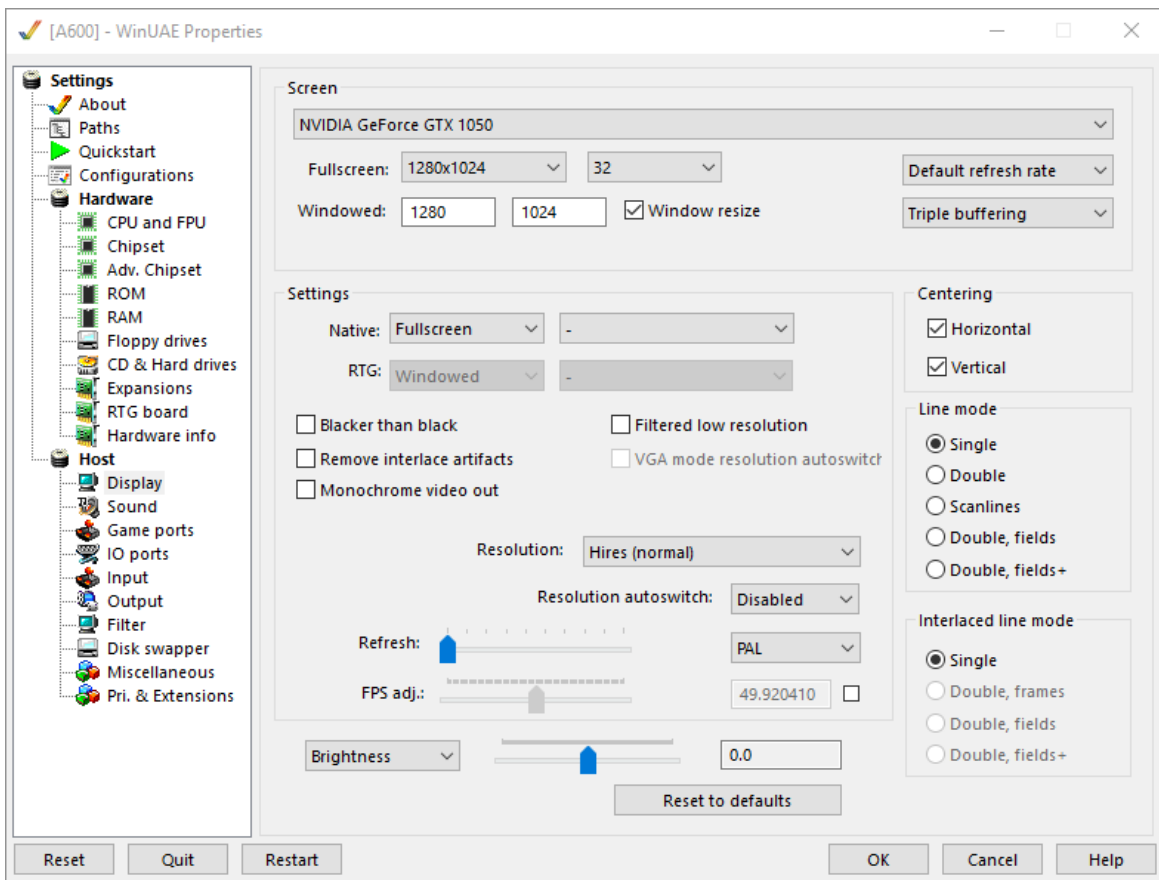 [A600] - WinUAE Properties
Settings
About
Paths
Quickstart
Configurations
Hardware
CPU and FPU
Chipset
Adv. Chipset
ROM
RAM
Floppy drives
CD & Hard drives
Expansions
RTG board
Hardware info
Host
Display
Sound
Game ports
IO ports
Input
Output
Filter
Disk swapper
Miscellaneous
Pri. & Extensions
Screen
NVIDIA GeForce GTX 1050
Fullscreen: 1280x1024 32 Default refresh rate
Windowed: 1280 1024 Window resize Triple buffering
Settings
Native: Fullscreen -
RTG: Windowed -
Blacker than black Filtered low resolution
Remove interlace artifacts VGA mode resolution autoswitch
Monochrome video out
Resolution: Hires (normal)
Resolution autoswitch: Disabled
Refresh: PAL
FPS adj.: 49.920410
Brightness 0.0
Reset to defaults
Centering
Horizontal
Vertical
Line mode
Single
Double
Scanlines
Double, fields
Double, fields+
Interlaced line mode
Single
Double, frames
Double, fields
Double, fields+
Reset Quit Restart OK Cancel Help